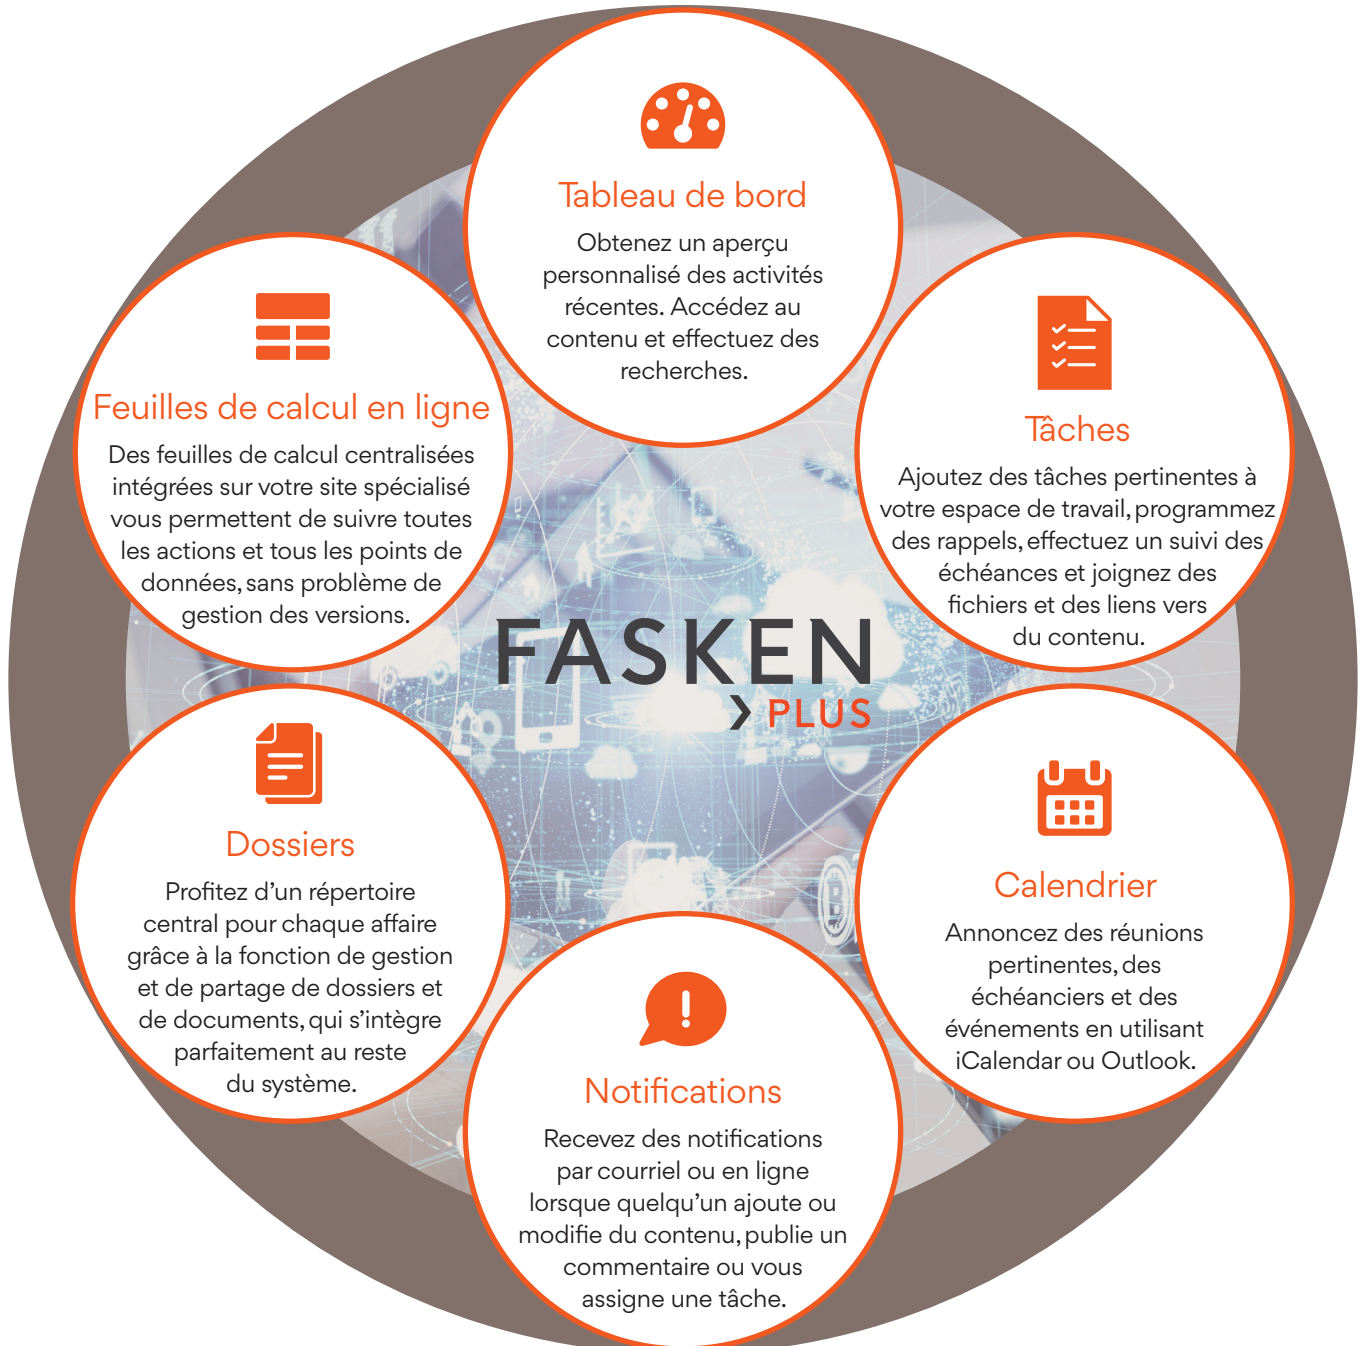 Tableau de bord
Obtenez un aperçu
personnalisé des activités
récentes. Accédez au
contenu et effectuez des
recherches.
Feuilles de calcul en ligne
Des feuilles de calcul centralisées
intégrées sur votre site spécialisé
vous permettent de suivre toutes
les actions et tous les points de
données, sans problème de
gestion des versions.
Tâches
Ajoutez des tâches pertinentes à
votre espace de travail, programmez
des rappels, effectuez un suivi des
échéances et joignez des
fichiers et des liens vers
du contenu.
FASKEN
PLUS
Dossiers
Profitez d’un répertoire
central pour chaque affaire
grâce à la fonction de gestion
et de partage de dossiers et
de documents, qui s’intègre
parfaitement au reste
du système.
Calendrier
Annoncez des réunions
pertinentes, des
échéanciers et des
événements en utilisant
iCalendar ou Outlook.
Notifications
Recevez des notifications
par courriel ou en ligne
lorsque quelqu’un ajoute ou
modifie du contenu, publie un
commentaire ou vous
assigne une tâche.